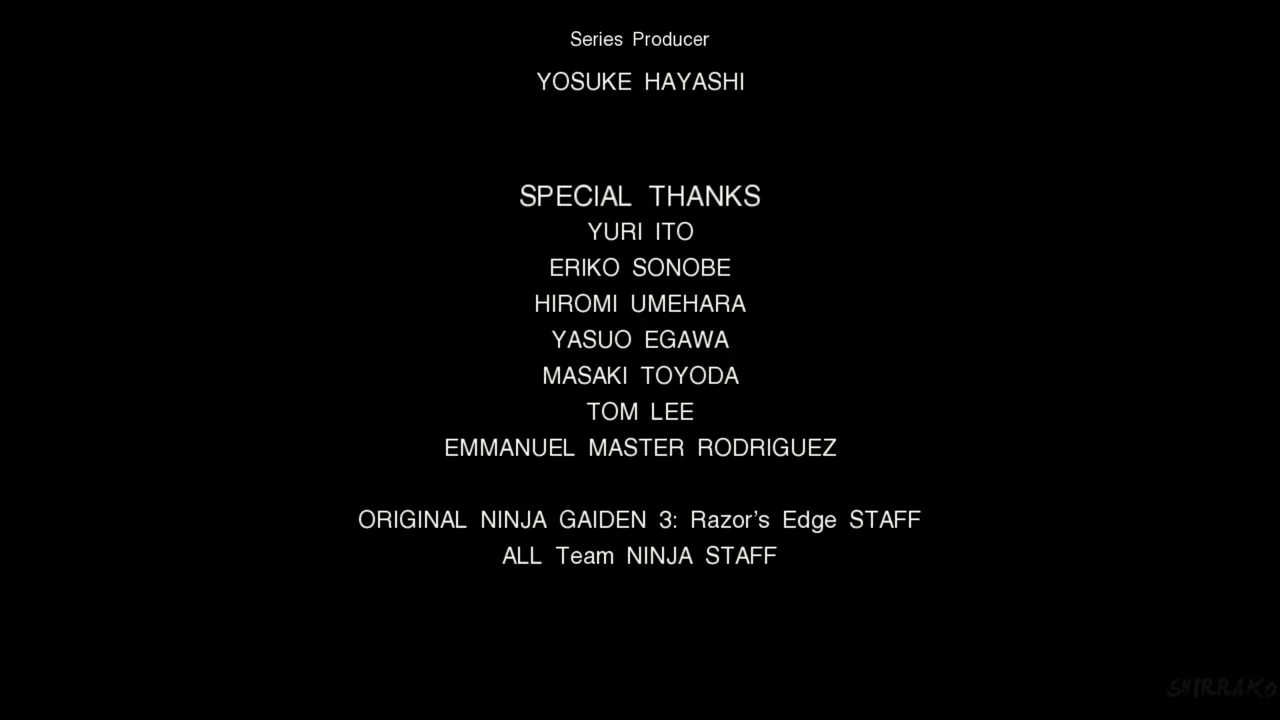 Series Producer
YOSUKE HAYASHI
SPECIAL THANKS
YURI ITO
ERIKO SONOBE
HIROMI UMEHARA
YASUO EGAWA
MASAKI TOYODA
TOM LEE
EMMANUEL MASTER RODRIGUEZ
ORIGINAL NINJA GAIDEN 3: Razor's Edge STAFF
ALL Team NINJA STAFF
SHIRRAKO